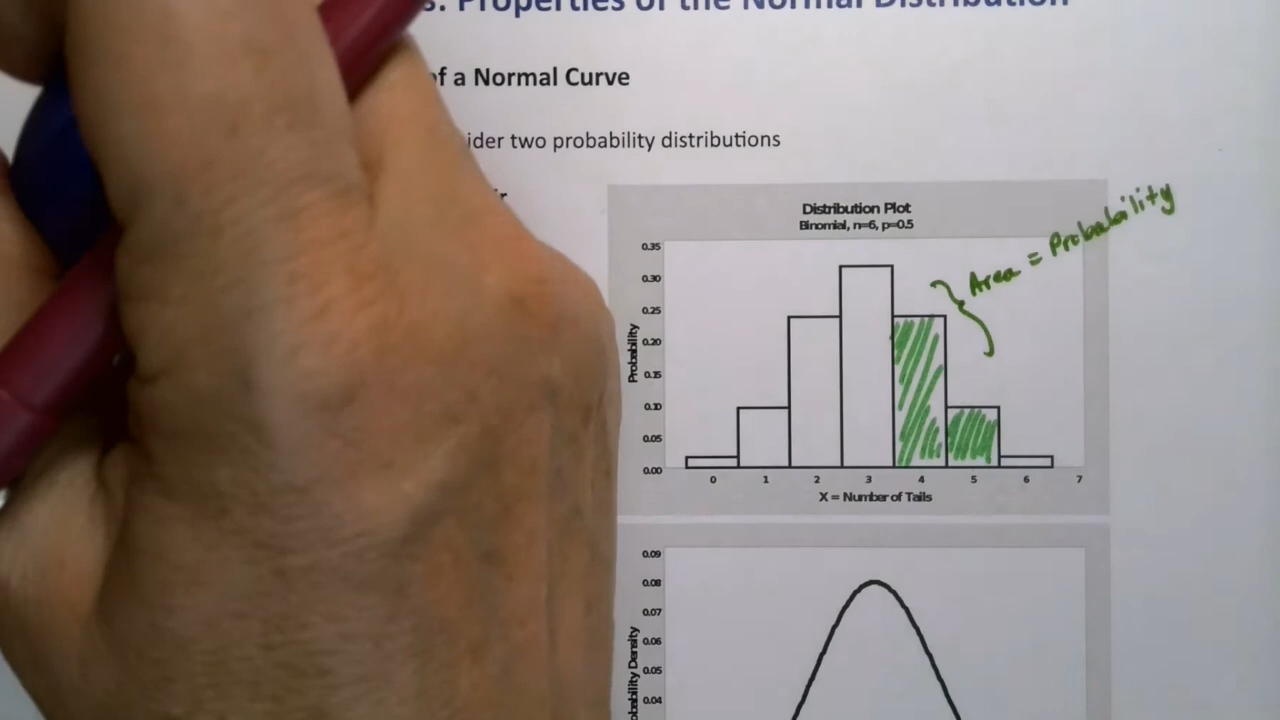 s: Properties of the Normal Distribution
of a Normal Curve
ider two probability distributions
Distribution Plot
Binomial, n=6, p=0.5
Area = Probability
0.35
0.30
0.25
0.20
0.15
0.10
0.05
0.00
Probability
0 1 2 3 4 5 6 7
X = Number of Tails
0.09
0.08
0.07
0.06
0.05
0.04
obability Density